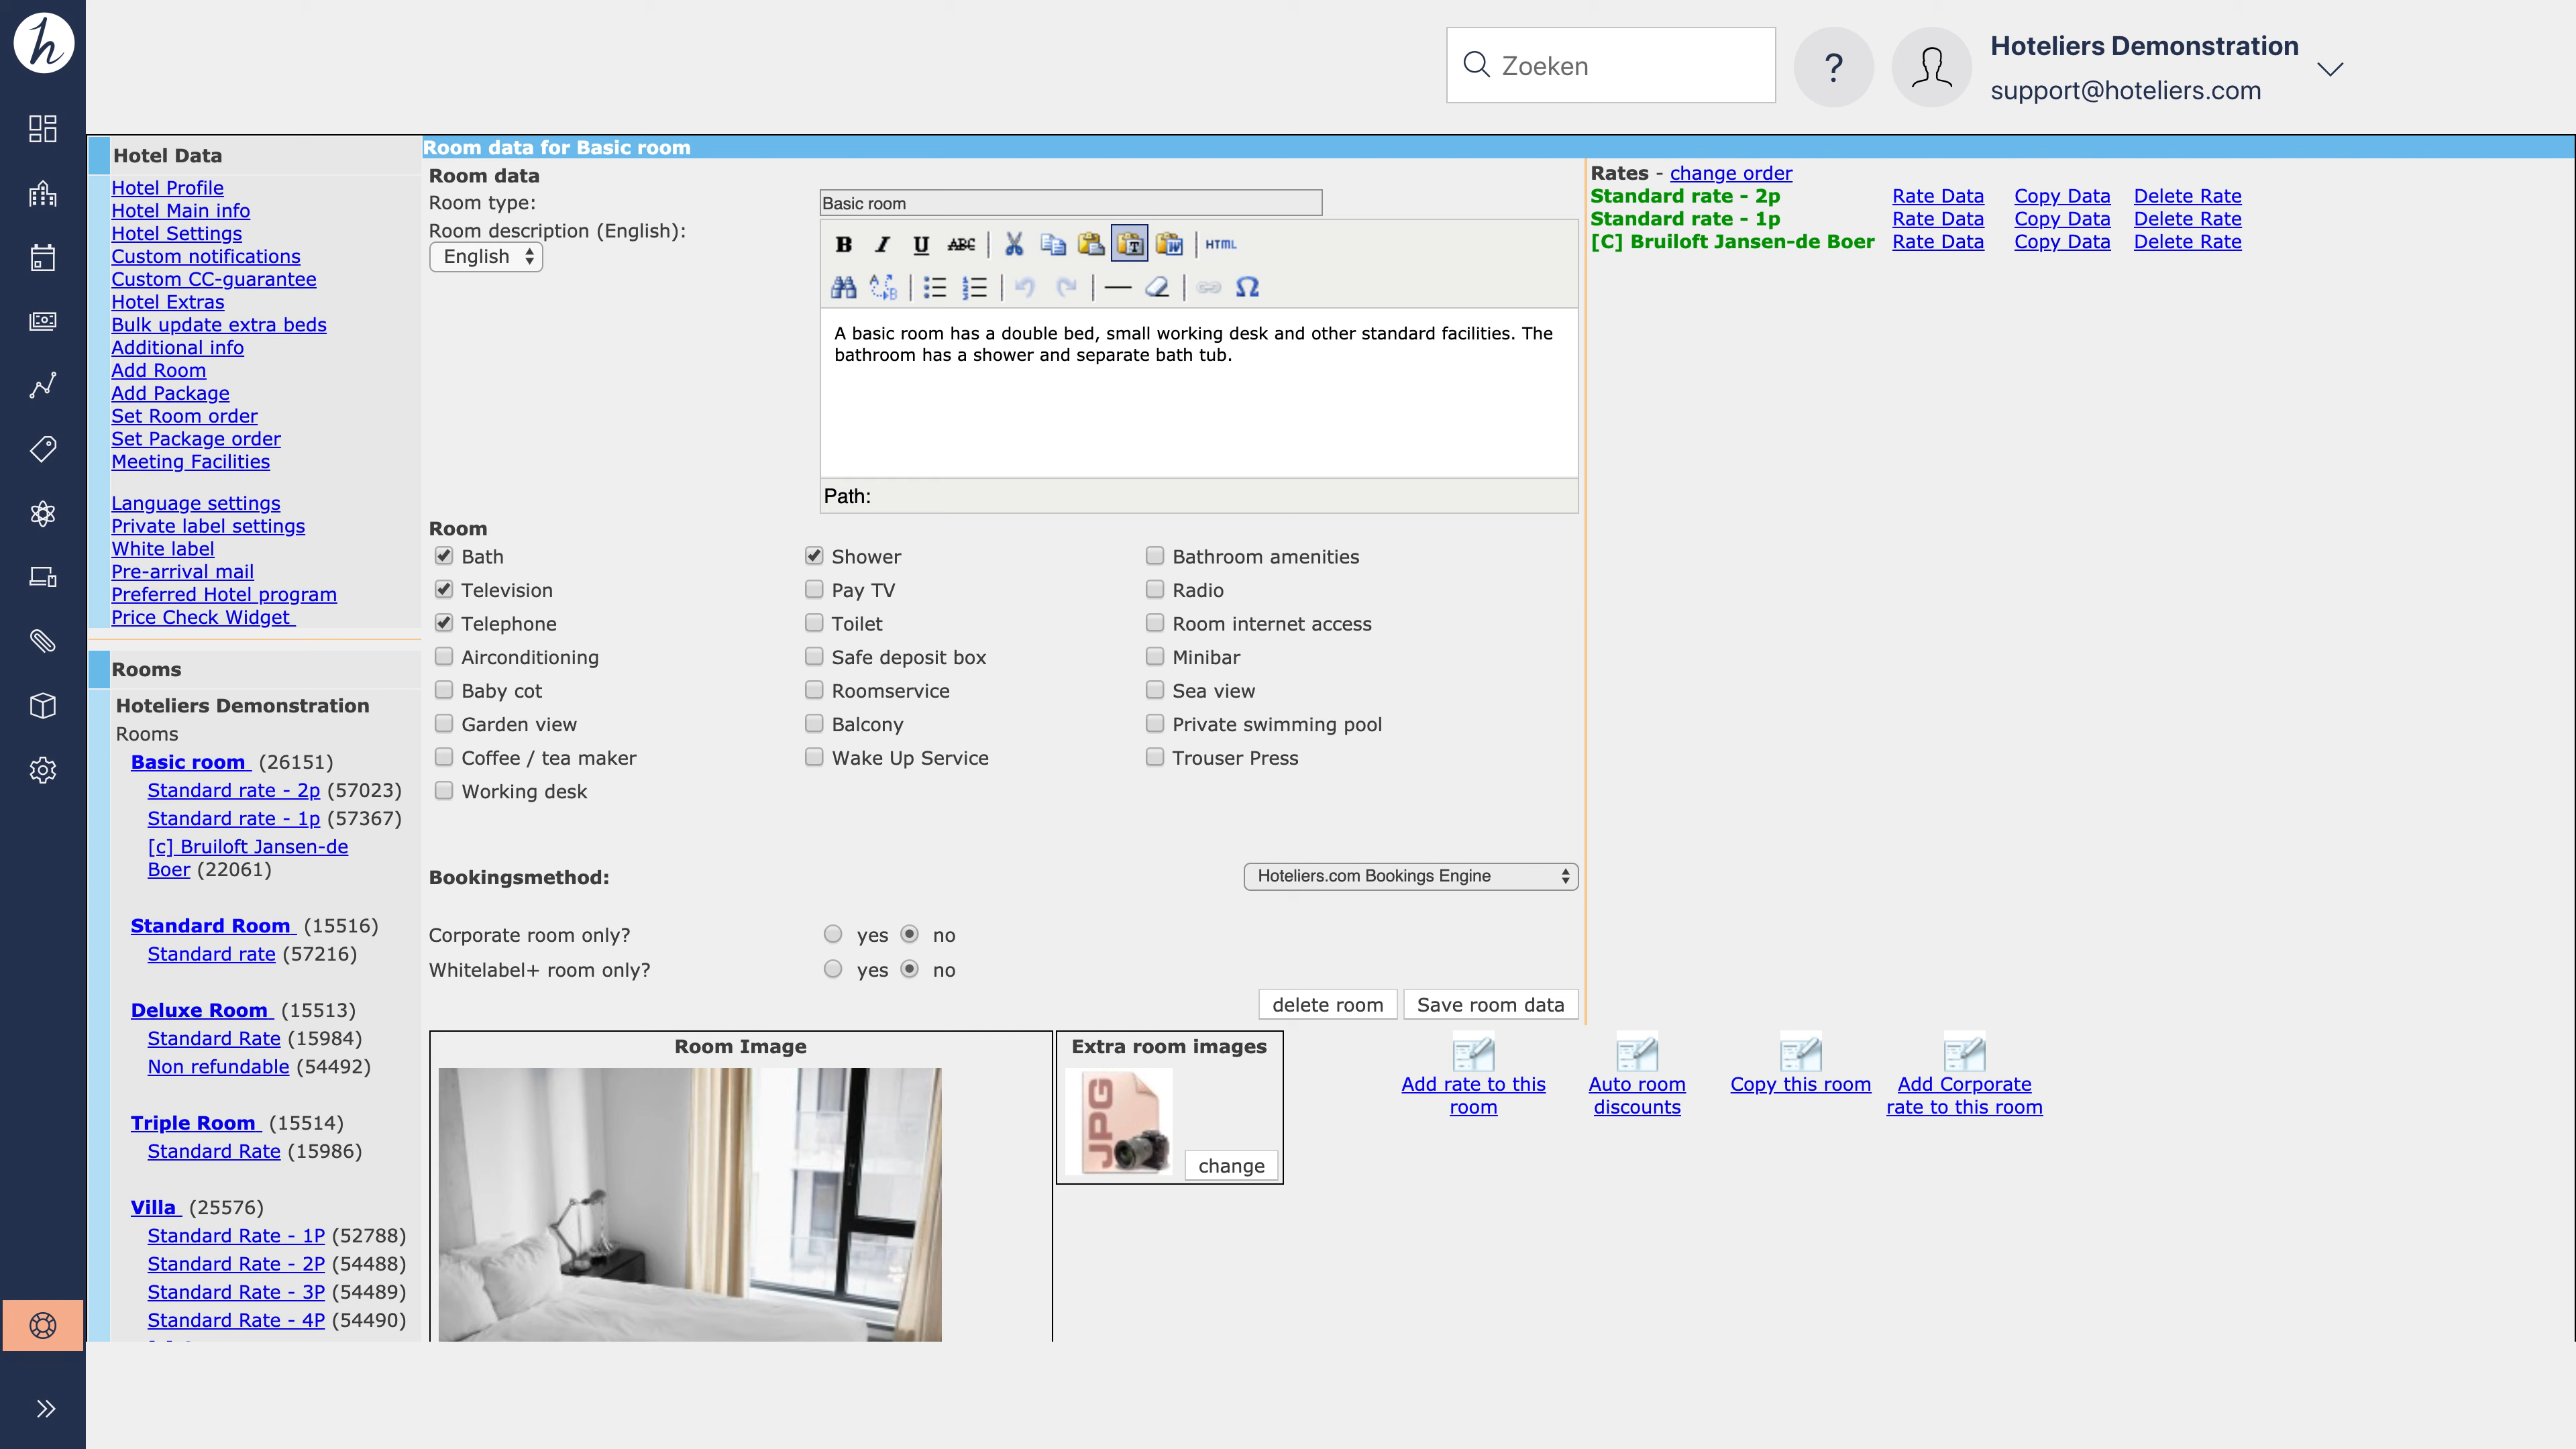 h
Zoeken
?
Hoteliers Demonstration
support@hoteliers.com
Hotel Data
Hotel Profile
Hotel Main info
Hotel Settings
Custom notifications
Custom CC-guarantee
Hotel Extras
Bulk update extra beds
Additional info
Add Room
Add Package
Set Room order
Set Package order
Meeting Facilities
Language settings
Private label settings
White label
Pre-arrival mail
Preferred Hotel program
Price Check Widget
Rooms
Hoteliers Demonstration
Rooms
Basic room (26151)
Standard rate - 2p (57023)
Standard rate - 1p (57367)
[c] Bruiloft Jansen-de
Boer (22061)
Standard Room (15516)
Standard rate (57216)
Deluxe Room (15513)
Standard Rate (15984)
Non refundable (54492)
Triple Room (15514)
Standard Rate (15986)
Villa (25576)
Standard Rate - 1P (52788)
Standard Rate - 2P (54488)
Standard Rate - 3P (54489)
Standard Rate - 4P (54490)
Room data for Basic room
Room data
Room type:
Basic room
Room description (English):
English
B I U ABC HTML
A basic room has a double bed, small working desk and other standard facilities. The
bathroom has a shower and separate bath tub.
Path:
Room
Bath Shower Bathroom amenities
Television Pay TV Radio
Telephone Toilet Room internet access
Airconditioning Safe deposit box Minibar
Baby cot Roomservice Sea view
Garden view Balcony Private swimming pool
Coffee / tea maker Wake Up Service Trouser Press
Working desk
Bookingsmethod: Hoteliers.com Bookings Engine
Corporate room only? yes no
Whitelabel+ room only? yes no
delete room Save room data
Rates - change order
Standard rate - 2p Rate Data Copy Data Delete Rate
Standard rate - 1p Rate Data Copy Data Delete Rate
[C] Bruiloft Jansen-de Boer Rate Data Copy Data Delete Rate
Room Image
Extra room images
JPG
change
Add rate to this
room
Auto room
discounts
Copy this room
Add Corporate
rate to this room